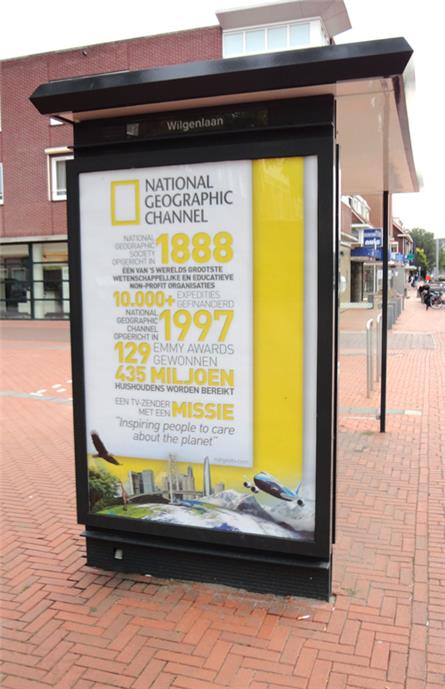 Wilgenlaan
NATIONAL
GEOGRAPHIC
CHANNEL
NATIONAL
GEOGRAPHIC
SOCIETY
OPGERICHT IN 1888
EEN VAN 'S WERELDS GROOTSTE
WETENSCHAPPELIJKE EN EDUCATIEVE
NON-PROFIT ORGANISATIES
10.000+ EXPEDITIES
GEFINANCIERD
NATIONAL
GEOGRAPHIC
CHANNEL
OPGERICHT IN 1997
129 EMMY AWARDS
GEWONNEN
435 MILJOEN
HUISHOUDENS WORDEN BEREIKT
EEN TV-ZENDER
MET EEN MISSIE
"Inspiring people to care
about the planet"